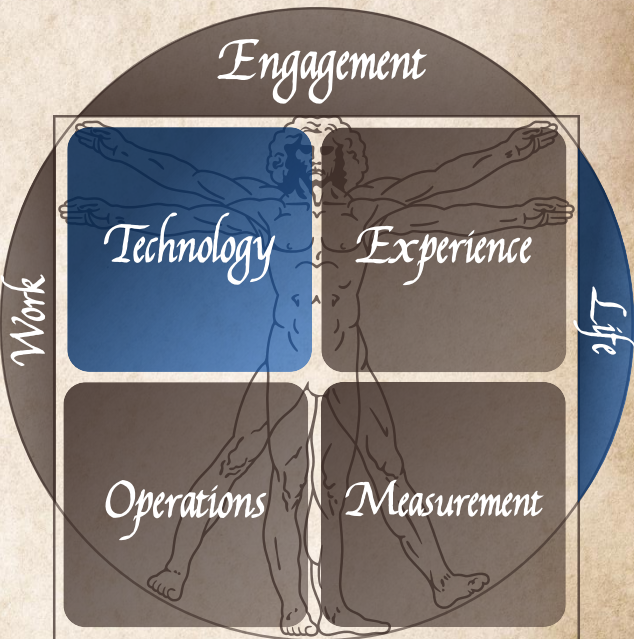 Engagement
Technology
Experience
Work
Life
Operations
Measurement